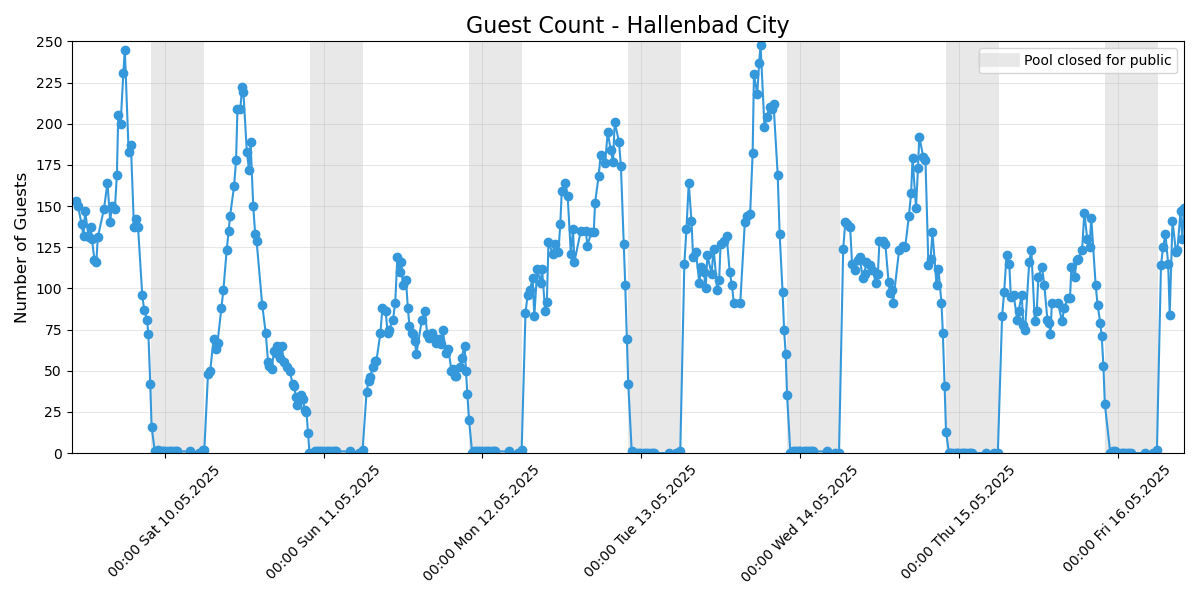 Guest Count - Hallenbad City
Pool closed for public
Number of Guests
250
225
200
175
150
125
100
75
50
25
0
00:00 Sat 10.05.2025
00:00 Sun 11.05.2025
00:00 Mon 12.05.2025
00:00 Tue 13.05.2025
00:00 Wed 14.05.2025
00:00 Thu 15.05.2025
00:00 Fri 16.05.2025